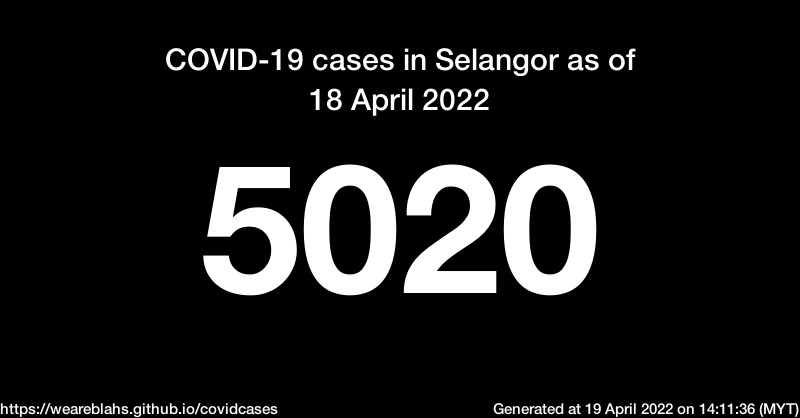 COVID-19 cases in Selangor as of
18 April 2022
5020
https://weareblahs.github.io/covidcases
Generated at 19 April 2022 on 14:11:36 (MYT)